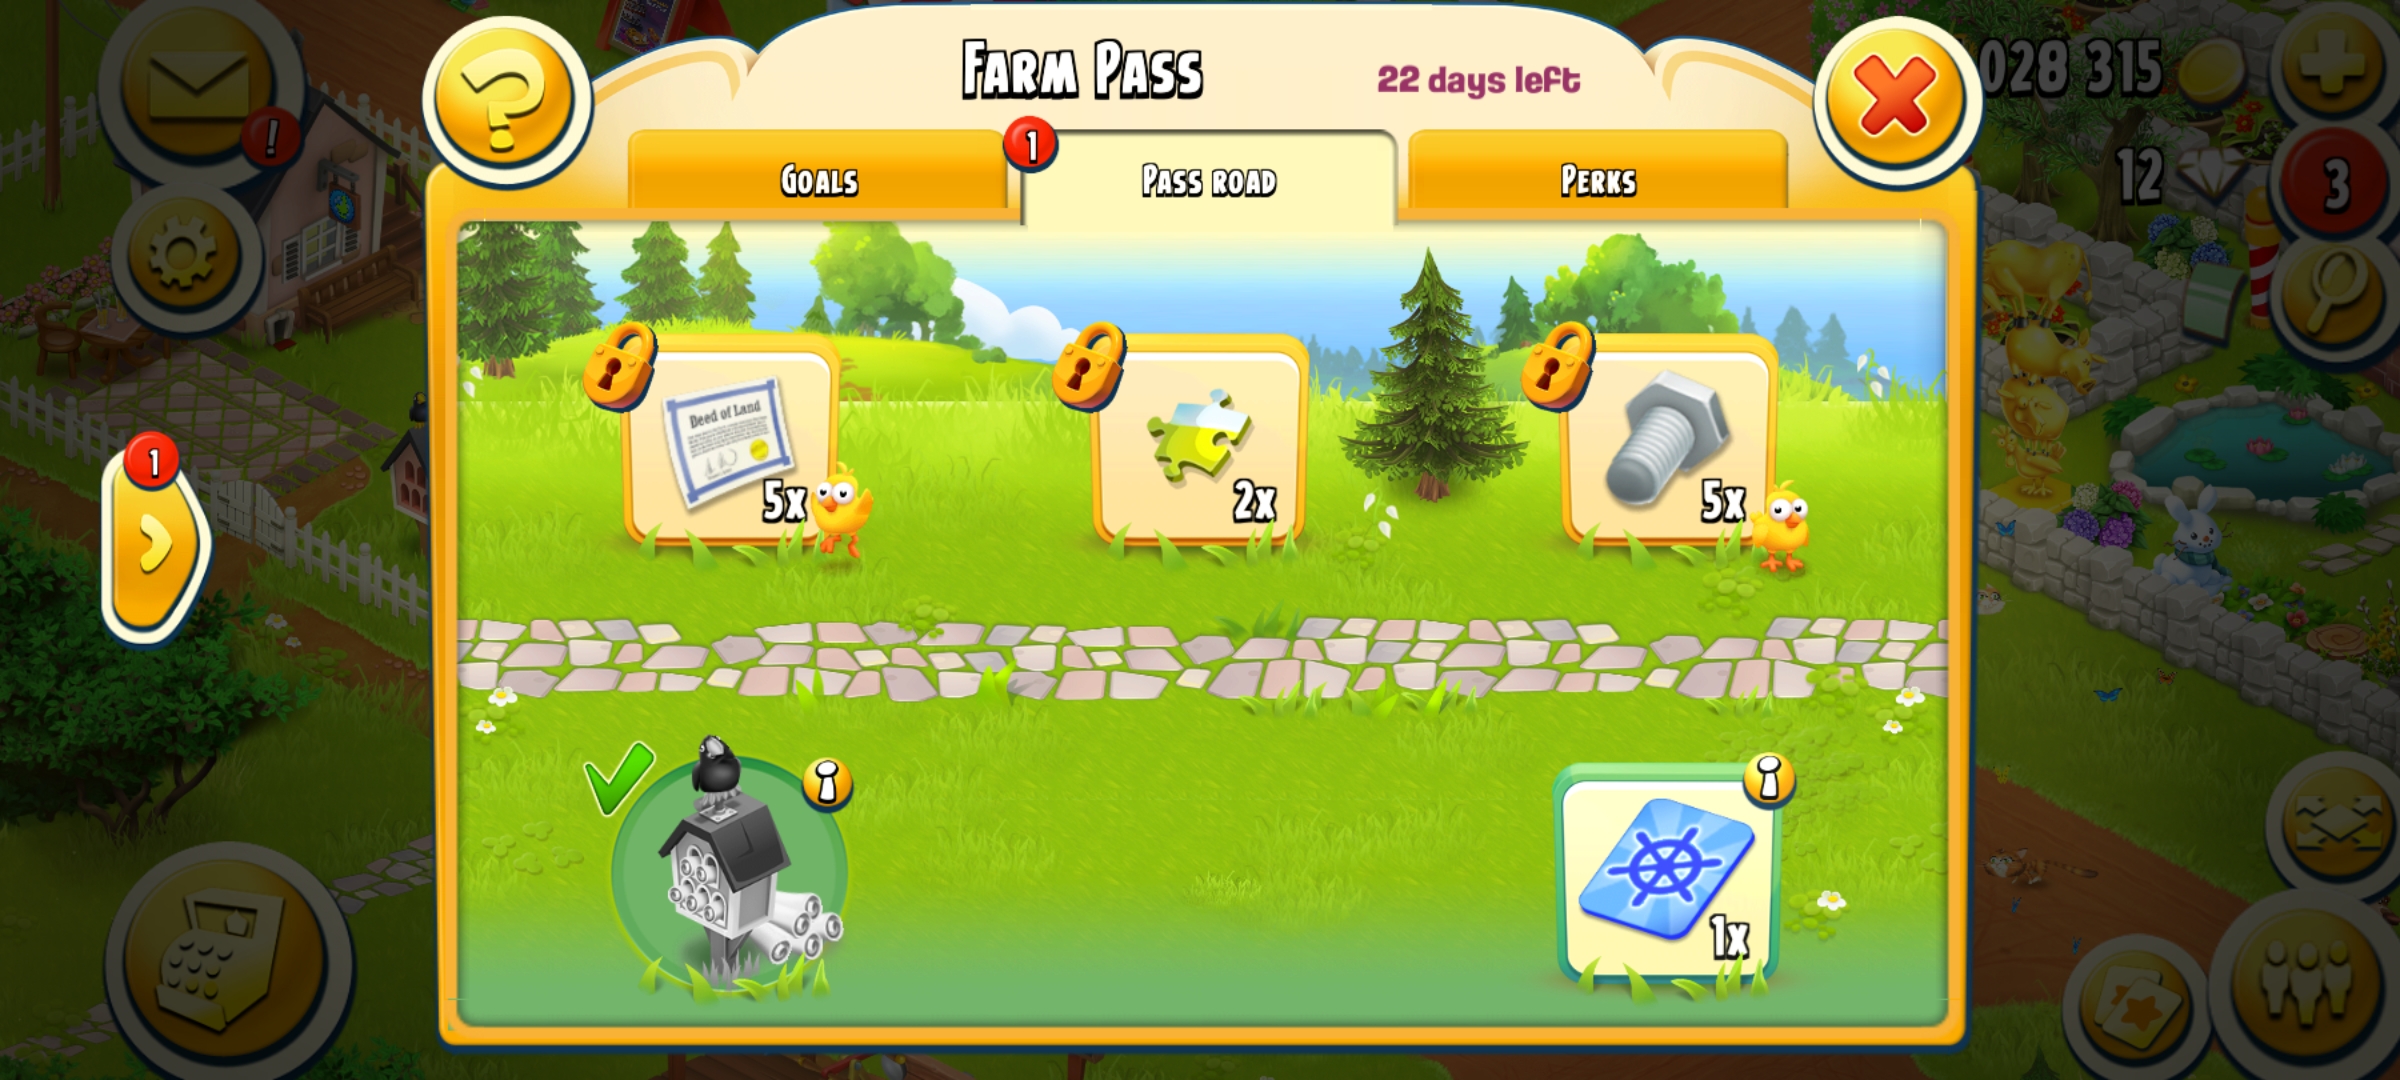 FARM PASS
22 days left
028 315
GOALS
1
PASS ROAD
PERKS
12
3
!
Deed of Land
5x
2x
5x
1
1x